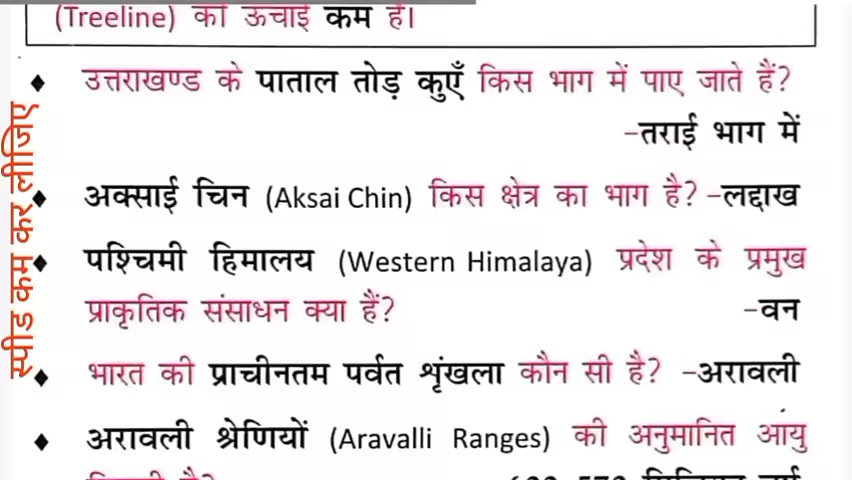 (Treeline) की ऊंचाई कम है।
उत्तराखण्ड के पाताल तोड़ कुएँ किस भाग में पाए जाते हैं?
-तराई भाग में
अक्साई चिन (Aksai Chin) किस क्षेत्र का भाग है? -लद्दाख
पश्चिमी हिमालय (Western Himalaya) प्रदेश के प्रमुख
प्राकृतिक संसाधन क्या हैं? -वन
भारत की प्राचीनतम पर्वत शृंखला कौन सी है? -अरावली
अरावली श्रेणियों (Aravalli Ranges) की अनुमानित आयु
स्पीड कम कर लीजिए